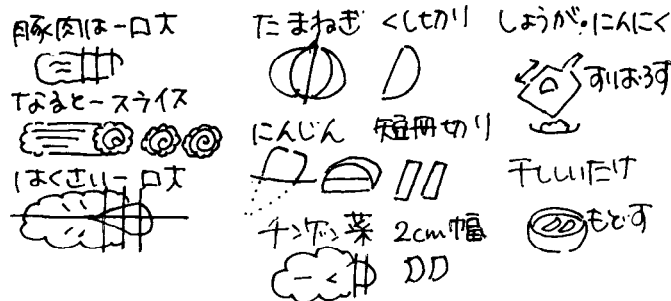 豚肉は一口大
なるとースライス
はくさい一口大
たまねぎ くし切り
にんじん 短冊切り
チンゲン菜 2cm幅
しょうが・にんにく
すりおろす
干ししいたけ
もどす